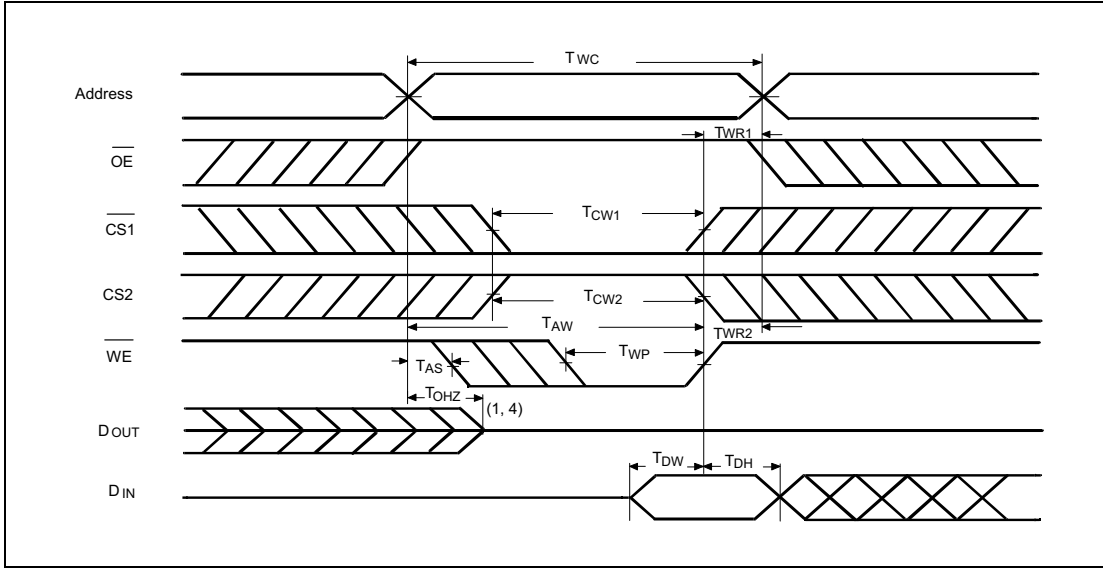 TWC
Address
TWR1
OE
TCW1
CS1
CS2
TCW2
TAW
TWR2
WE
TAS
TWP
TOHZ
(1, 4)
DOUT
TDW
TDH
DIN